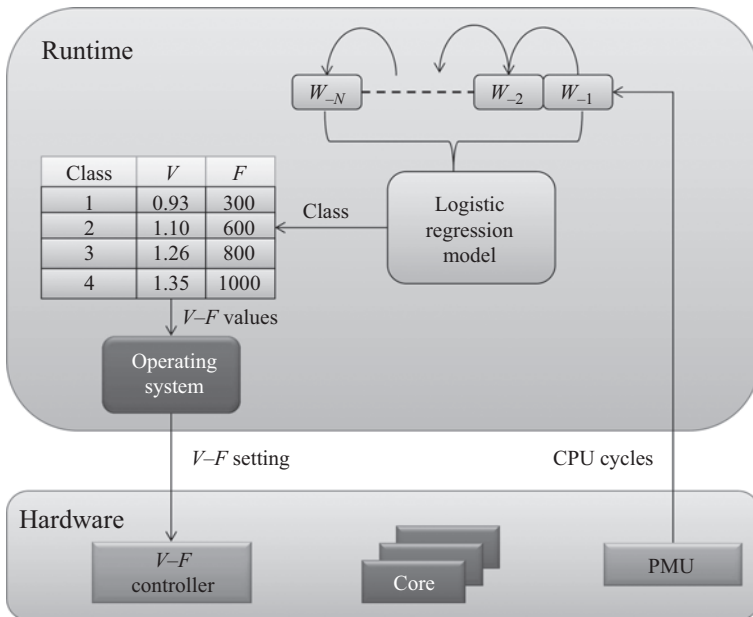 Runtime
W–N
W–2
W–1
Class V F
1 0.93 300
2 1.10 600
3 1.26 800
4 1.35 1000
Class
Logistic
regression
model
V–F values
Operating
system
V–F setting
CPU cycles
Hardware
V–F
controller
Core
PMU